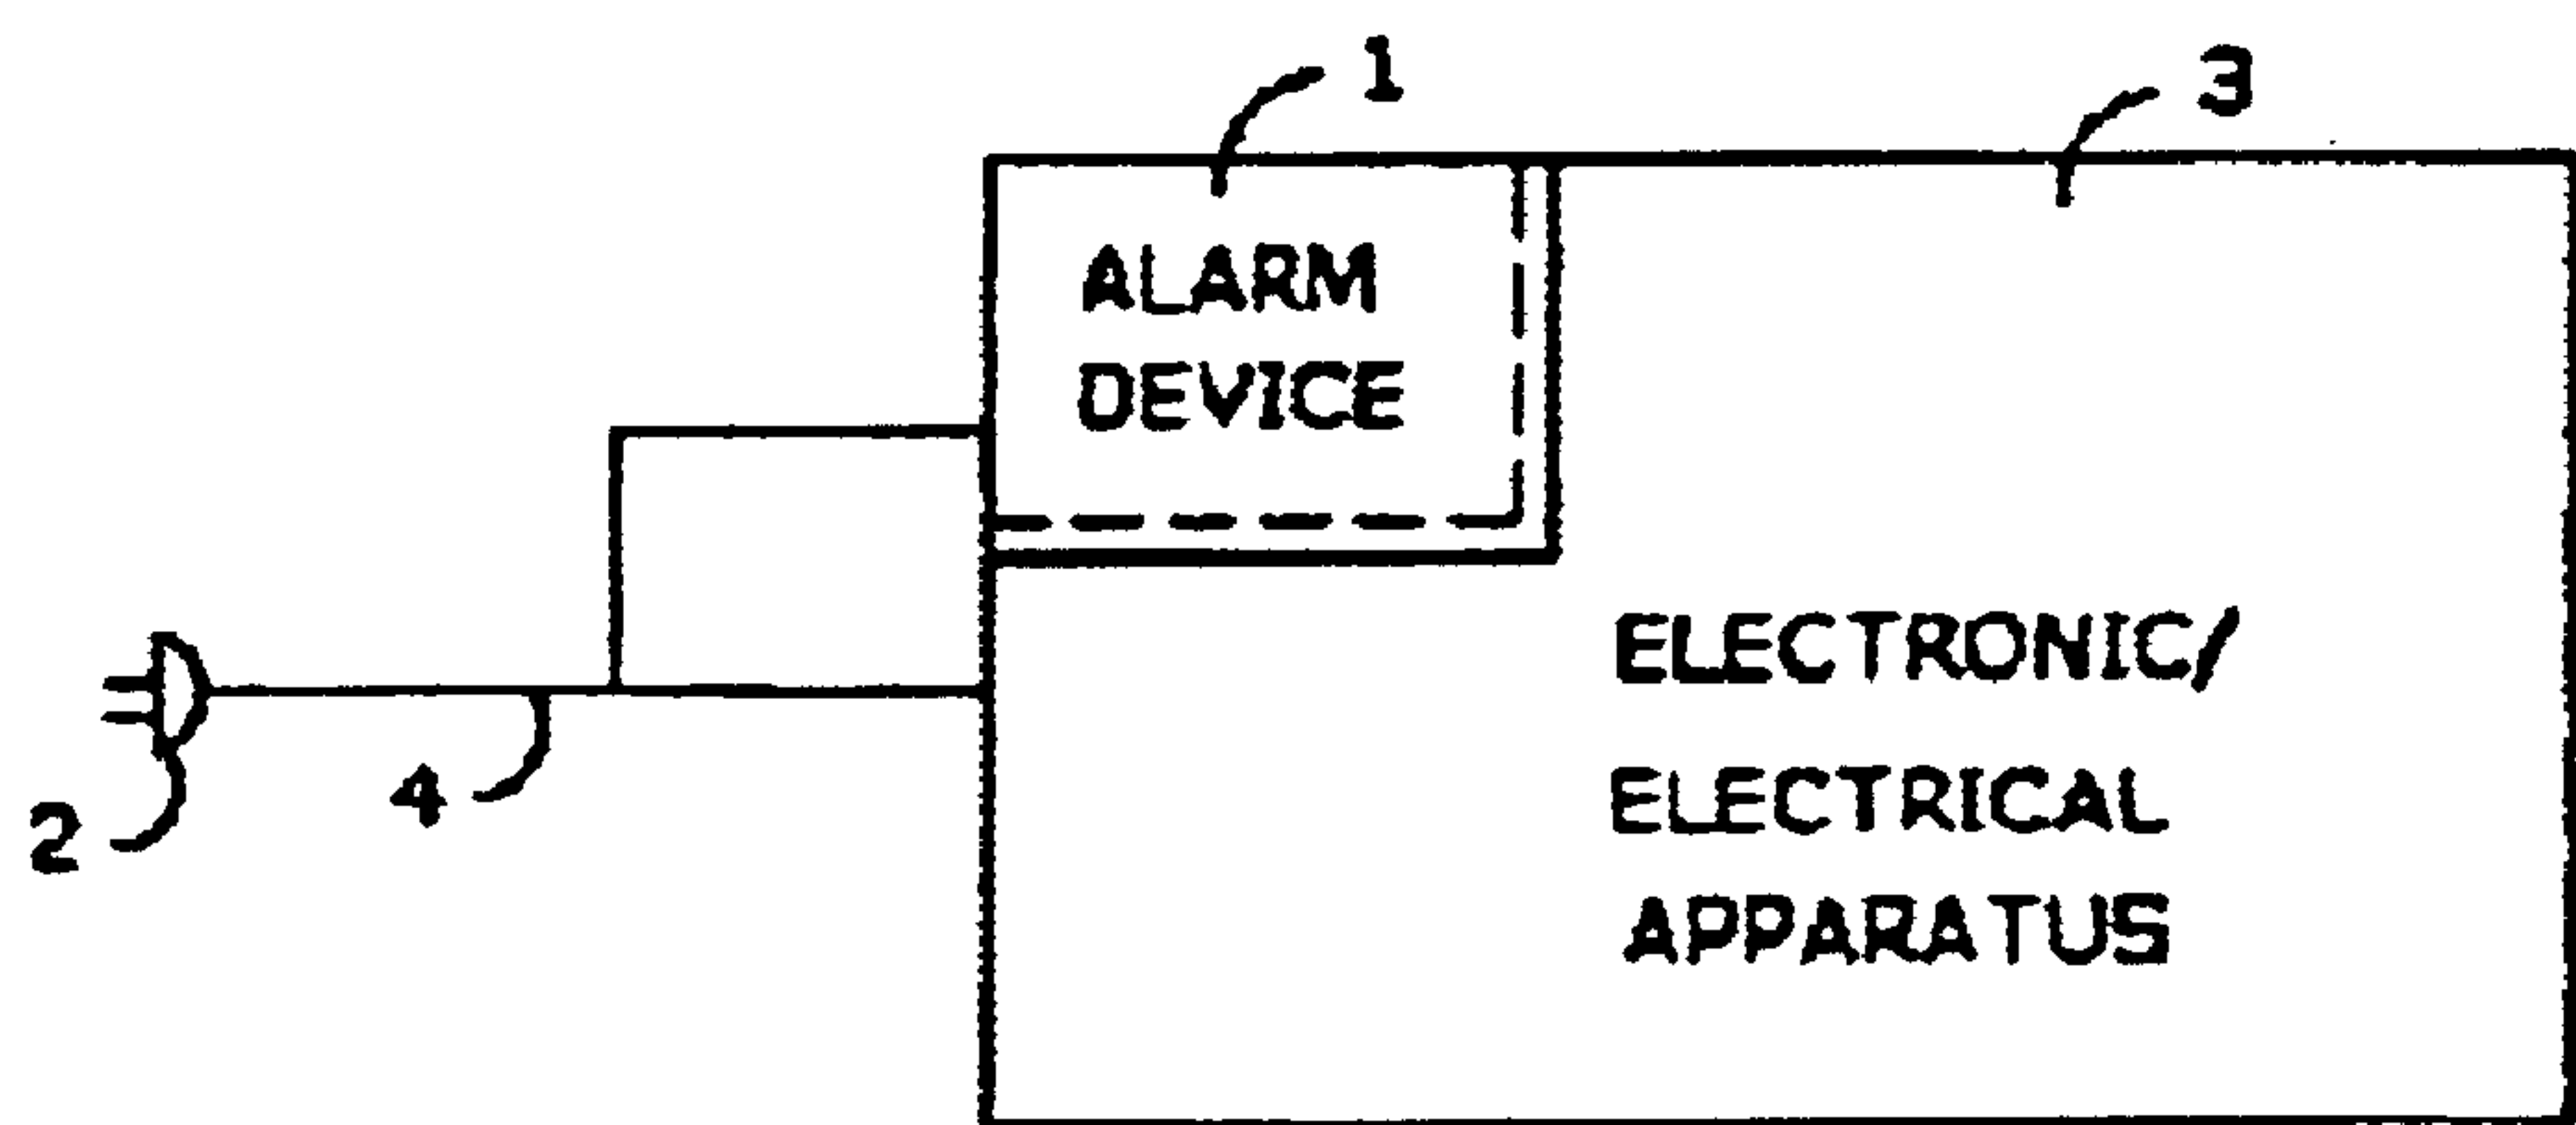 1
3
ALARM
DEVICE
ELECTRONIC/
ELECTRICAL
APPARATUS
4
2